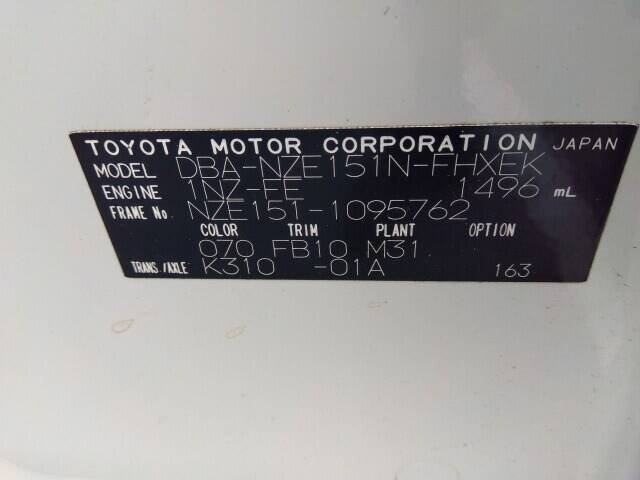 TOYOTA MOTOR CORPORATION JAPAN
MODEL DBA-NZE151N-EHXEK
ENGINE 1NZ-FE 1496 mL
FRAME No. NZE151-1095762
COLOR TRIM PLANT OPTION
070 FB10 M31
TRANS./AXLE K310 -01A 163